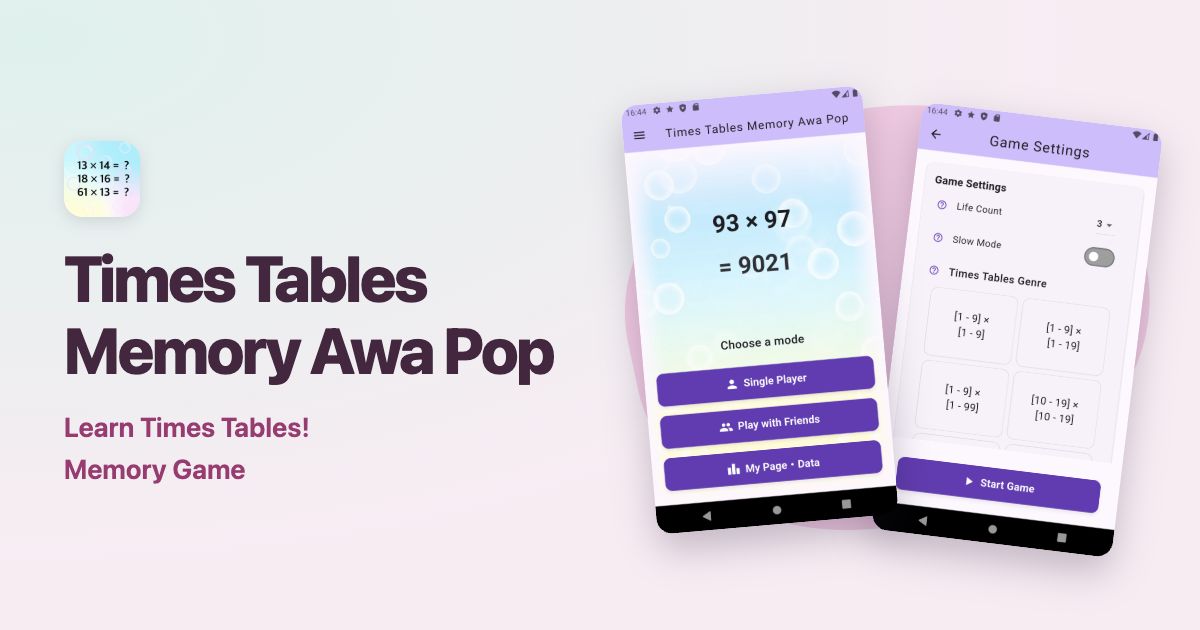 13 × 14 = ?
18 × 16 = ?
61 × 13 = ?
Times Tables
Memory Awa Pop
Learn Times Tables!
Memory Game
16:44
Times Tables Memory Awa Pop
93 × 97
= 9021
Choose a mode
Single Player
Play with Friends
My Page • Data
16:44
Game Settings
Game Settings
Life Count
3
Slow Mode
Times Tables Genre
[1 - 9] ×
[1 - 9]
[1 - 9] ×
[1 - 19]
[1 - 9] ×
[1 - 99]
[10 - 19] ×
[10 - 19]
Start Game